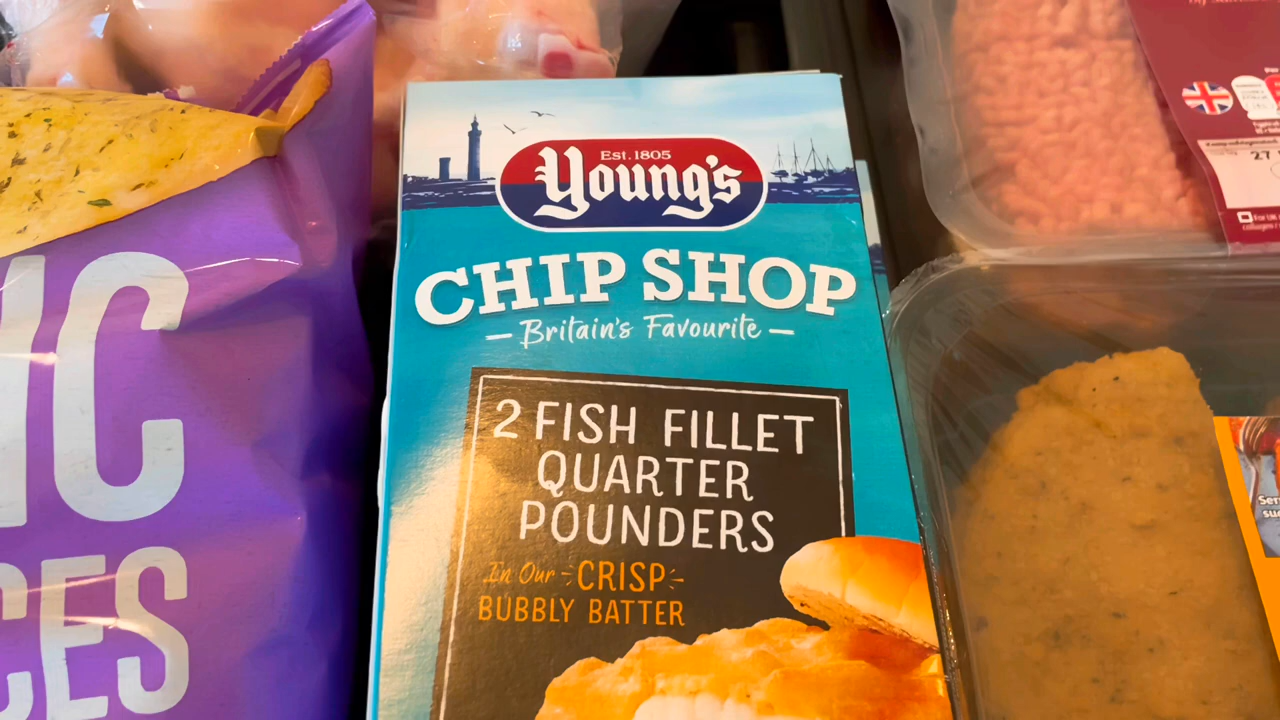 Est. 1805
Young's
CHIP SHOP
Britain's Favourite
2 FISH FILLET
QUARTER
POUNDERS
In Our CRISP
BUBBLY BATTER
IC
CES
27